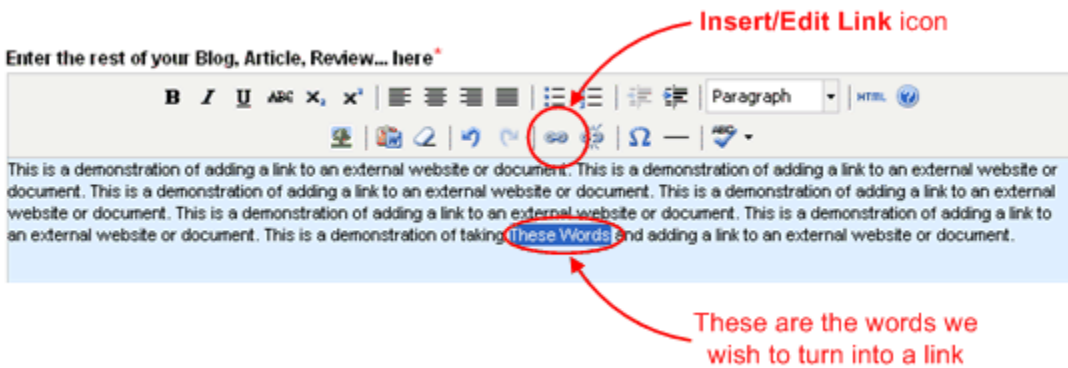 Insert/Edit Link icon
Enter the rest of your Blog, Article, Review... here*
B I U ABC X₂ X² Paragraph HTML
Ω — ABC
This is a demonstration of adding a link to an external website or document. This is a demonstration of adding a link to an external website or
document. This is a demonstration of adding a link to an external website or document. This is a demonstration of adding a link to an external
website or document. This is a demonstration of adding a link to an external website or document. This is a demonstration of adding a link to
an external website or document. This is a demonstration of taking These Words and adding a link to an external website or document.
These are the words we
wish to turn into a link